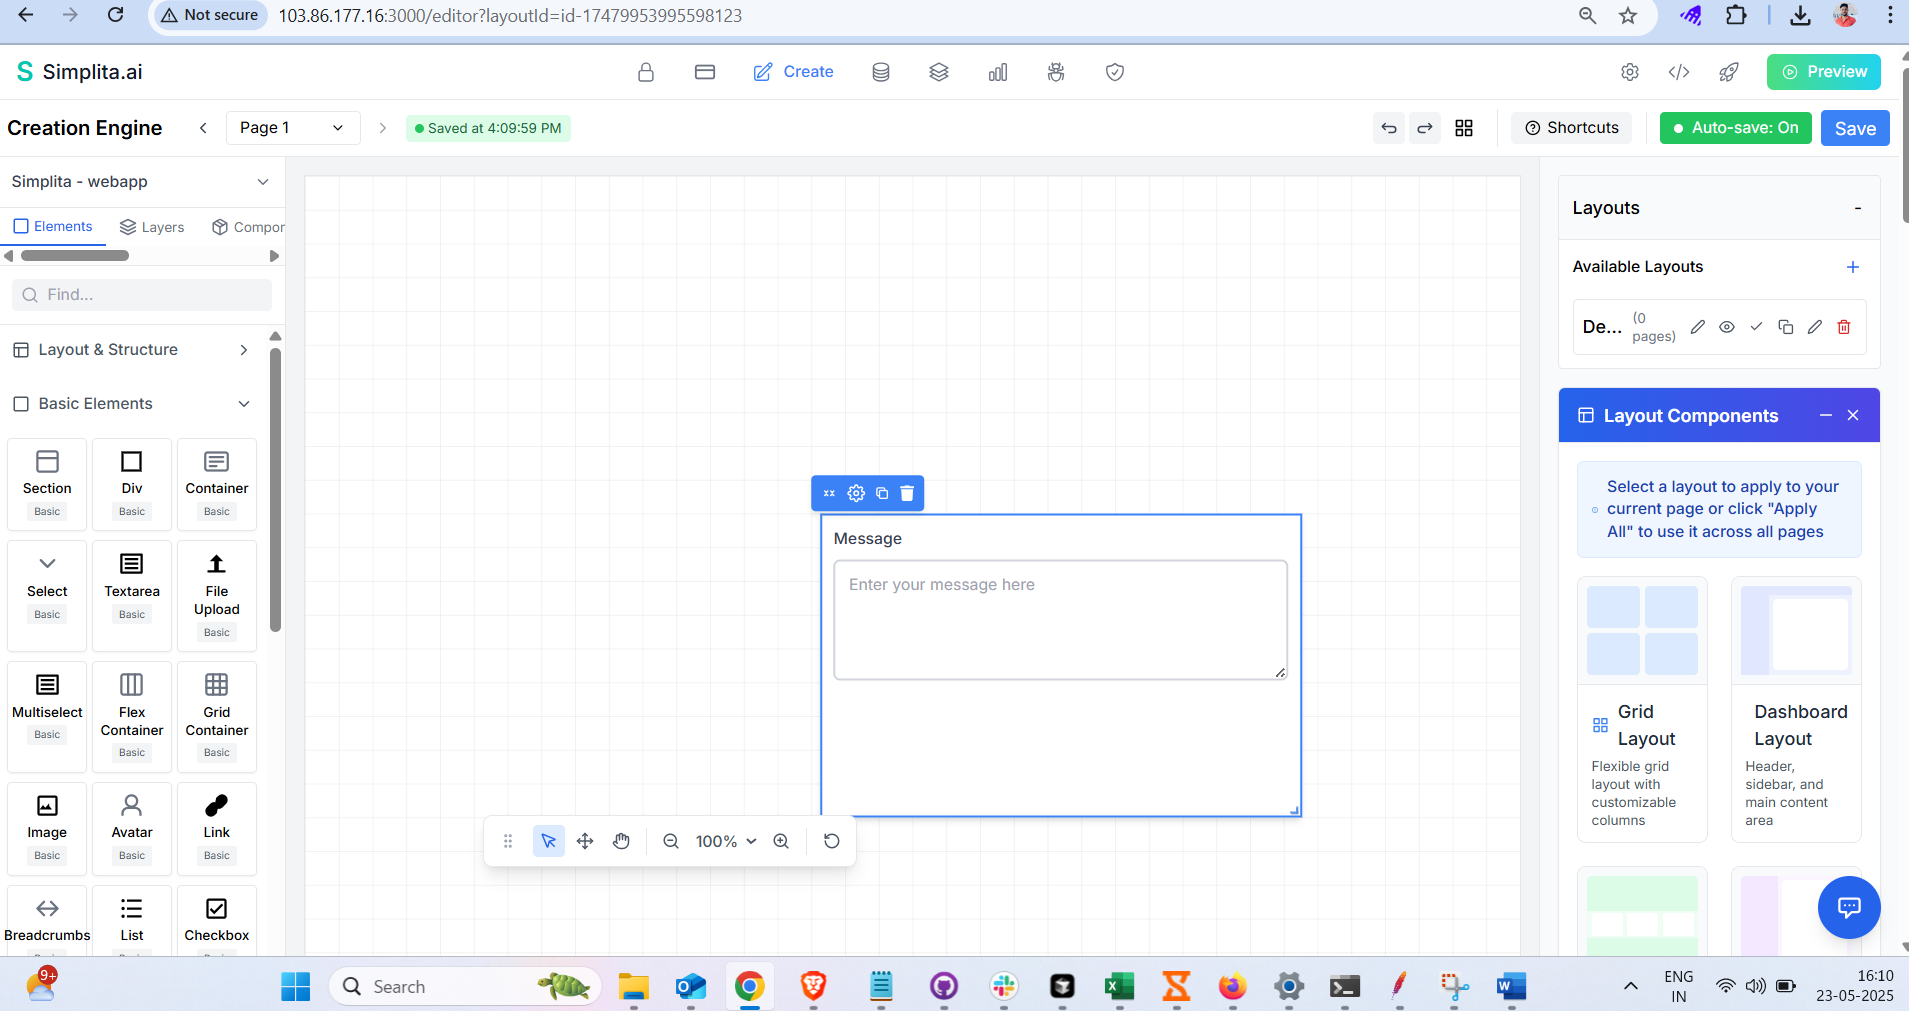 Not secure
103.86.177.16:3000/editor?layoutId=id-17479953995598123
Simplita.ai
Create
Preview
Creation Engine
Page 1
Saved at 4:09:59 PM
Shortcuts
Auto-save: On
Save
Simplita - webapp
Elements
Layers
Compor
Find...
Layout & Structure
Basic Elements
Section
Basic
Div
Basic
Container
Basic
Select
Basic
Textarea
Basic
File
Upload
Basic
Multiselect
Basic
Flex
Container
Basic
Grid
Container
Basic
Image
Basic
Avatar
Basic
Link
Basic
Breadcrumbs
List
Checkbox
Message
Enter your message here
100%
Layouts
-
Available Layouts
+
De...
(0
pages)
Layout Components
Select a layout to apply to your
current page or click "Apply
All" to use it across all pages
Grid
Layout
Flexible grid
layout with
customizable
columns
Dashboard
Layout
Header,
sidebar, and
main content
area
9+
Search
ENG
IN
16:10
23-05-2025